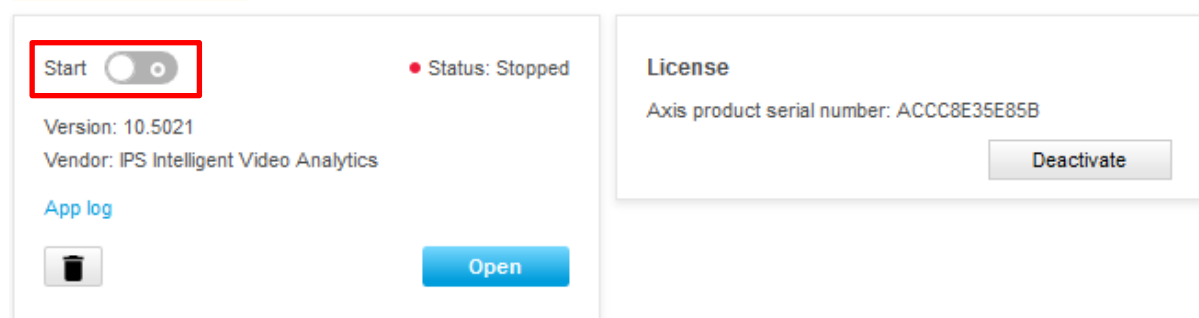 Start
Status: Stopped
Version: 10.5021
Vendor: IPS Intelligent Video Analytics
App log
Open
License
Axis product serial number: ACCC8E35E85B
Deactivate